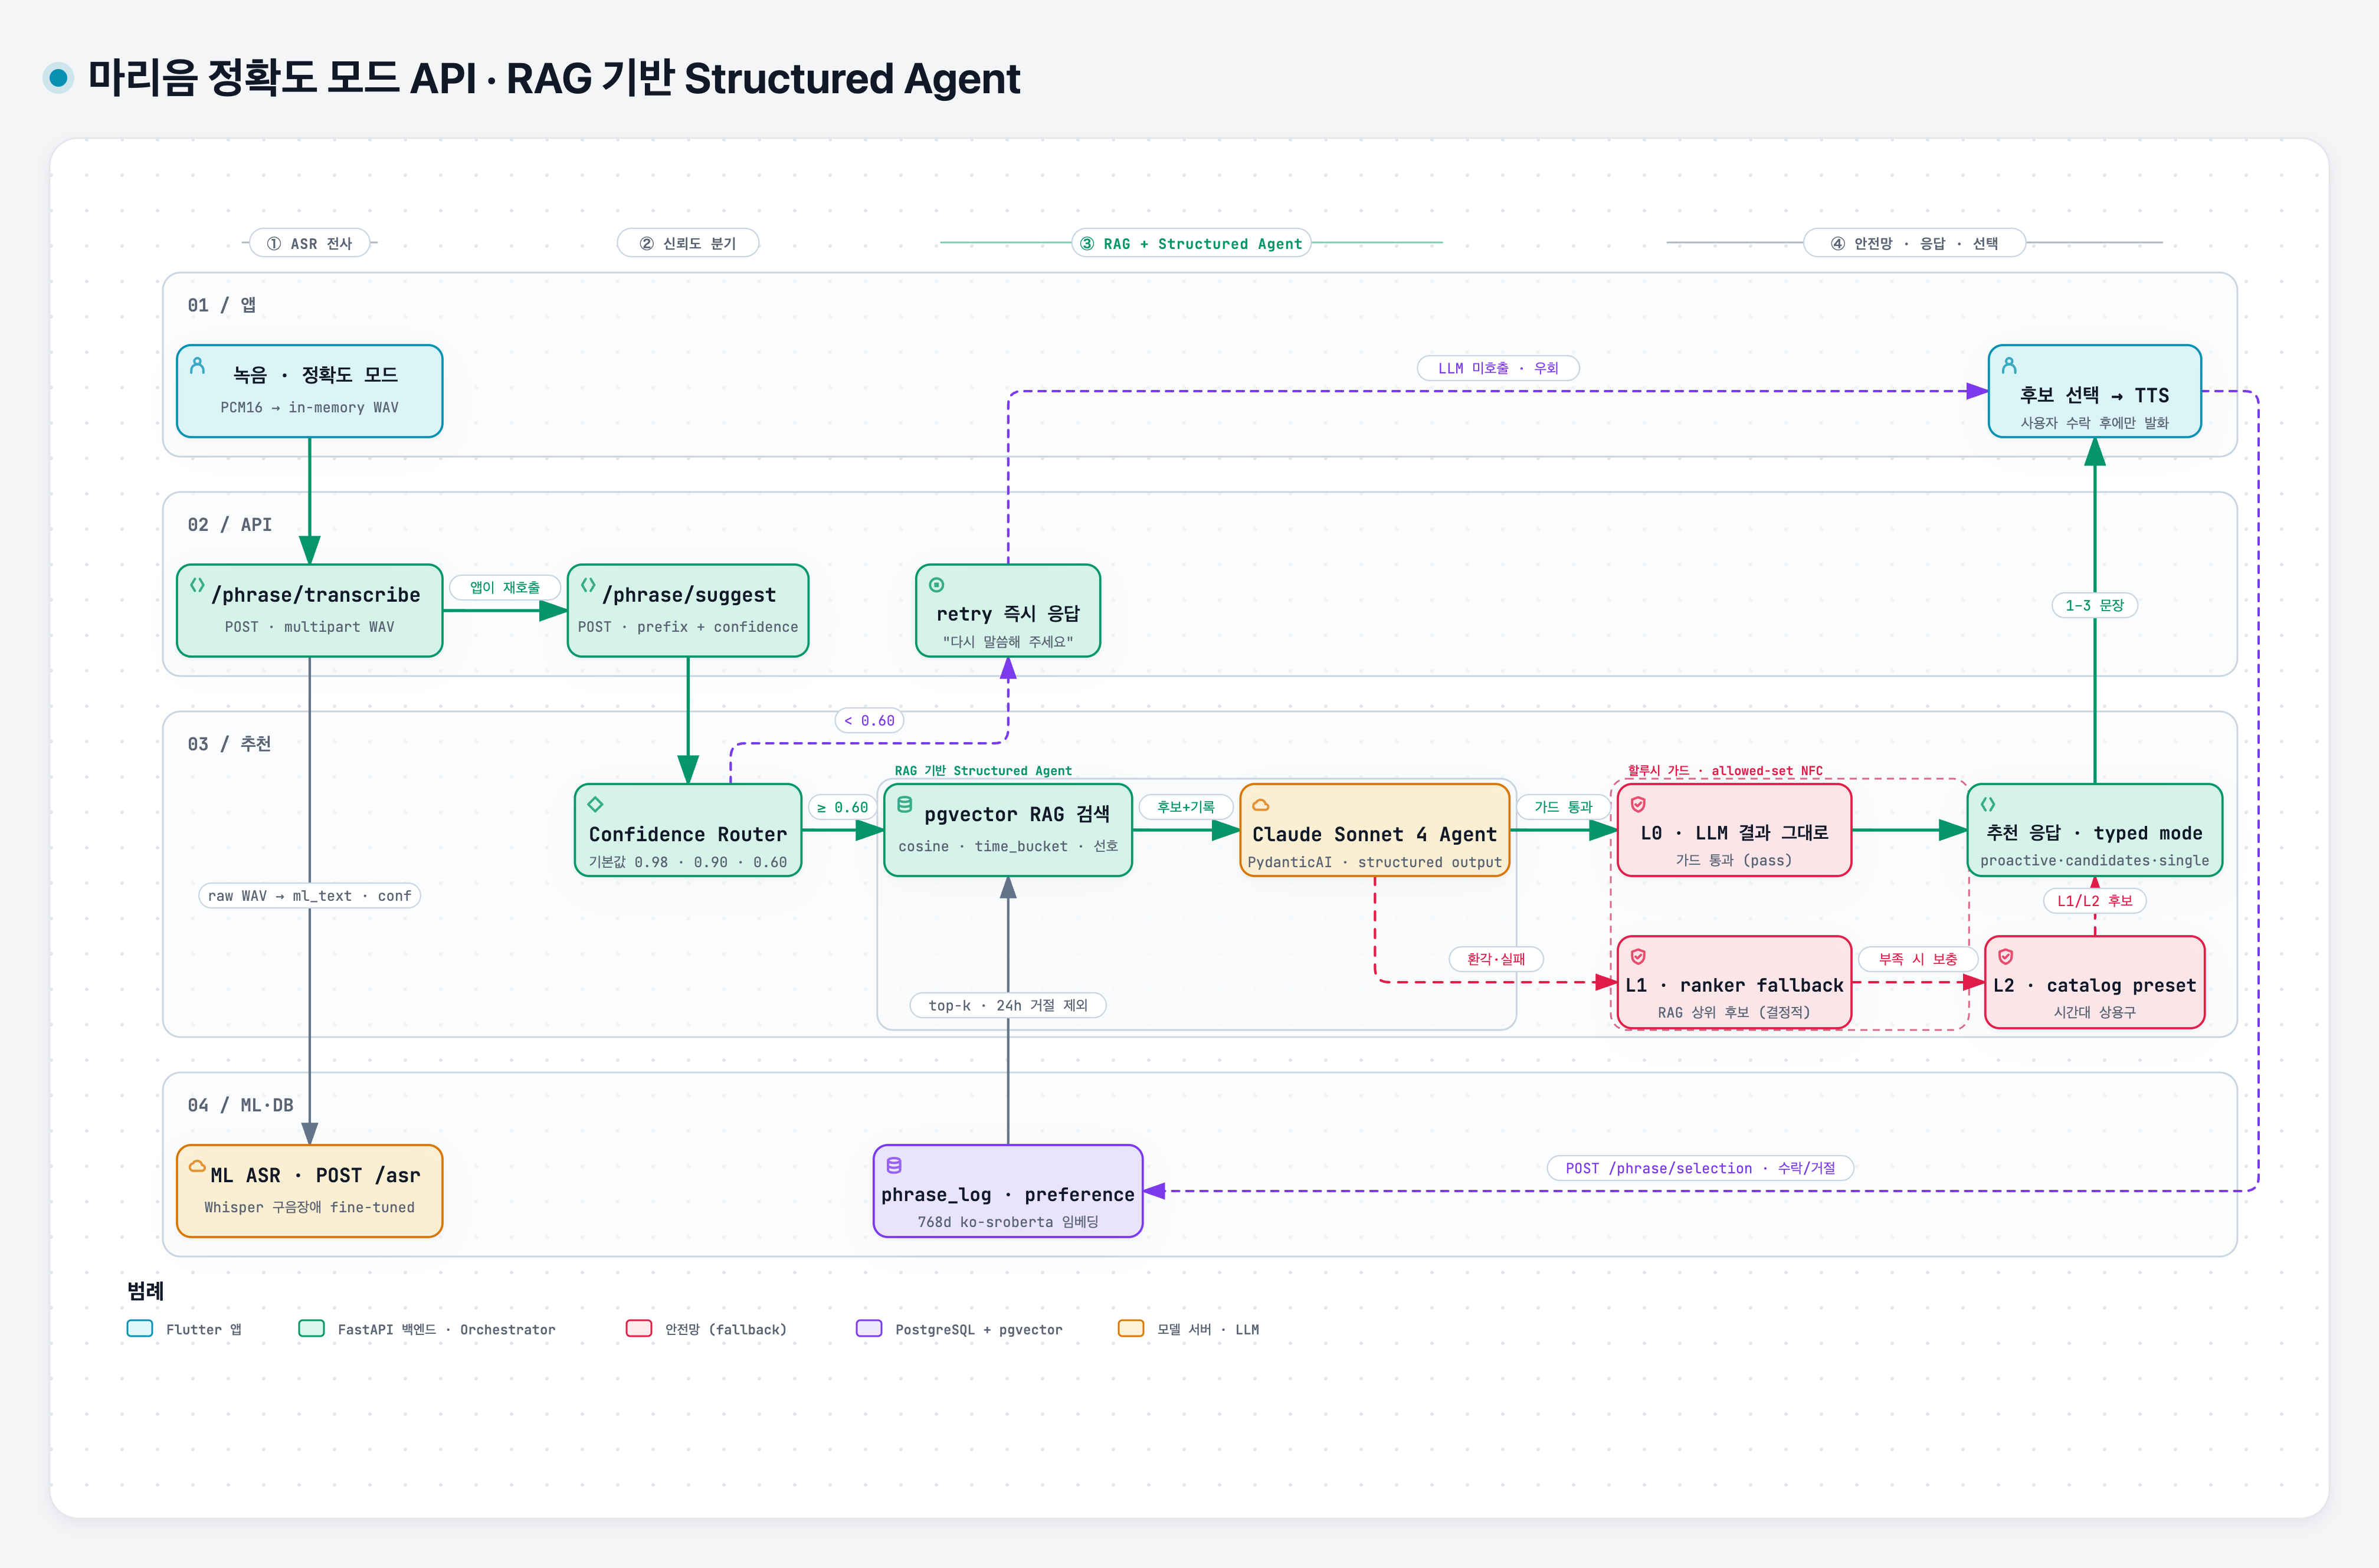 마리음 정확도 모드 API · RAG 기반 Structured Agent
① ASR 전사
② 신뢰도 분기
③ RAG + Structured Agent
④ 안전망 · 응답 · 선택
01 / 앱
녹음 · 정확도 모드
PCM16 → in-memory WAV
LLM 미호출 · 우회
후보 선택 → TTS
사용자 수락 후에만 발화
02 / API
/phrase/transcribe
POST · multipart WAV
앱이 재호출
/phrase/suggest
POST · prefix + confidence
retry 즉시 응답
"다시 말씀해 주세요"
1–3 문장
03 / 추천
< 0.60
RAG 기반 Structured Agent
할루시 가드 · allowed-set NFC
Confidence Router
기본값 0.98 · 0.90 · 0.60
≥ 0.60
pgvector RAG 검색
cosine · time_bucket · 선호
후보+기록
Claude Sonnet 4 Agent
PydanticAI · structured output
가드 통과
L0 · LLM 결과 그대로
가드 통과 (pass)
추천 응답 · typed mode
proactive·candidates·single
raw WAV → ml_text · conf
L1/L2 후보
환각·실패
L1 · ranker fallback
RAG 상위 후보 (결정적)
부족 시 보충
L2 · catalog preset
시간대 상용구
top-k · 24h 거절 제외
04 / ML·DB
ML ASR · POST /asr
Whisper 구음장애 fine-tuned
phrase_log · preference
768d ko-sroberta 임베딩
POST /phrase/selection · 수락/거절
범례
Flutter 앱
FastAPI 백엔드 · Orchestrator
안전망 (fallback)
PostgreSQL + pgvector
모델 서버 · LLM